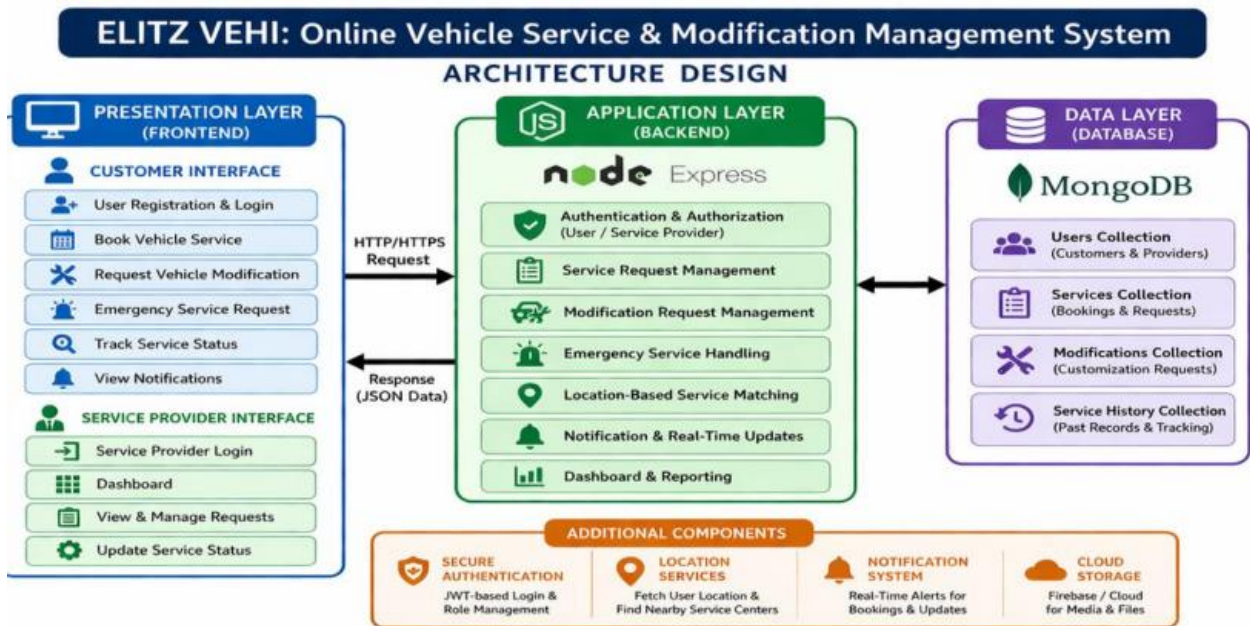 ELITZ VEHI: Online Vehicle Service & Modification Management System
ARCHITECTURE DESIGN
PRESENTATION LAYER
(FRONTEND)
CUSTOMER INTERFACE
User Registration & Login
Book Vehicle Service
Request Vehicle Modification
Emergency Service Request
Track Service Status
View Notifications
SERVICE PROVIDER INTERFACE
Service Provider Login
Dashboard
View & Manage Requests
Update Service Status
HTTP/HTTPS
Request
Response
(JSON Data)
JS
APPLICATION LAYER
(BACKEND)
node Express
Authentication & Authorization
(User / Service Provider)
Service Request Management
Modification Request Management
Emergency Service Handling
Location-Based Service Matching
Notification & Real-Time Updates
Dashboard & Reporting
DATA LAYER
(DATABASE)
MongoDB
Users Collection
(Customers & Providers)
Services Collection
(Bookings & Requests)
Modifications Collection
(Customization Requests)
Service History Collection
(Past Records & Tracking)
ADDITIONAL COMPONENTS
SECURE
AUTHENTICATION
JWT-based Login &
Role Management
LOCATION
SERVICES
Fetch User Location &
Find Nearby Service Centers
NOTIFICATION
SYSTEM
Real-Time Alerts for
Bookings & Updates
CLOUD
STORAGE
Firebase / Cloud
for Media & Files